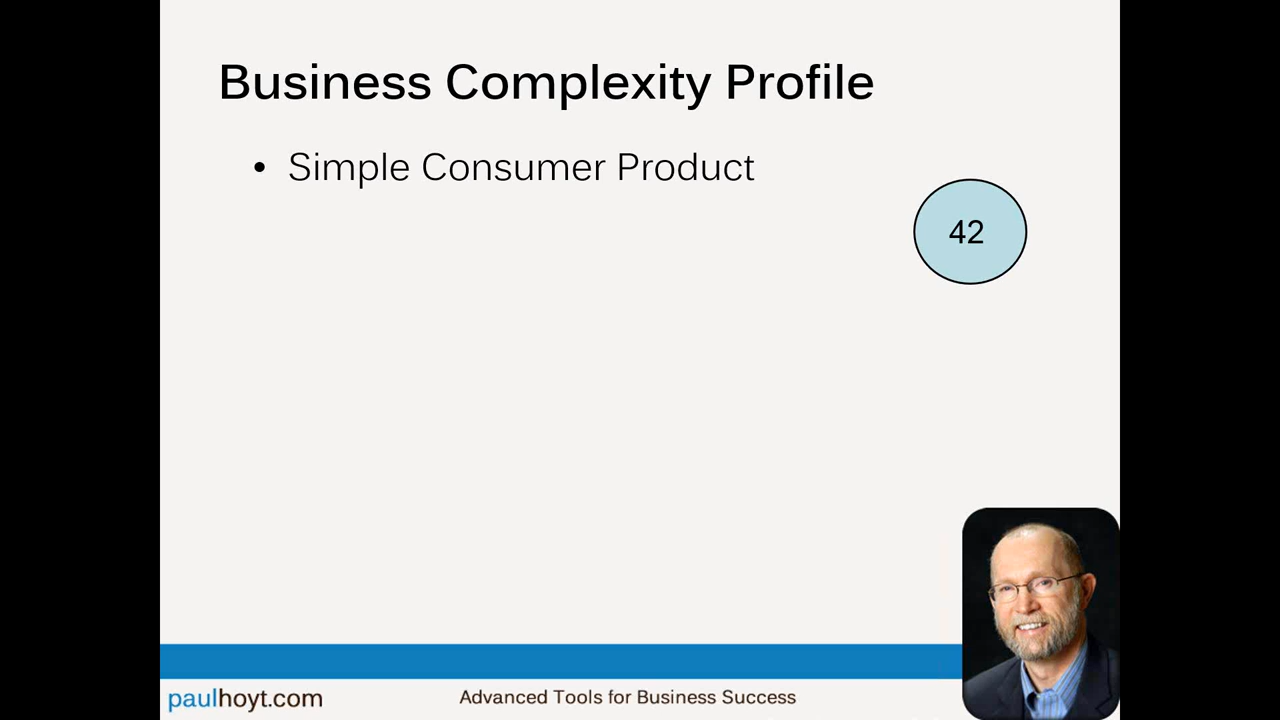 Business Complexity Profile
• Simple Consumer Product
42
paulhoyt.com
Advanced Tools for Business Success